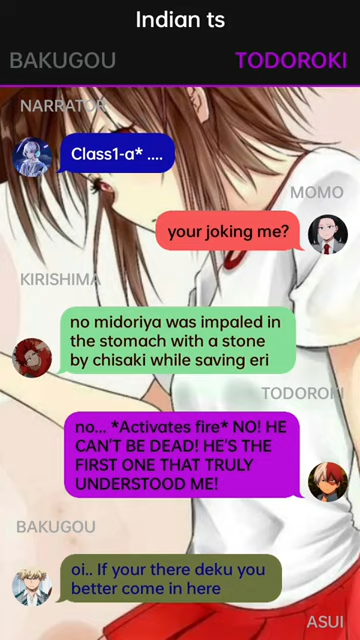 Indian ts
BAKUGOU
TODOROKI
NARRATOR
Class1-a* ....
MOMO
your joking me?
KIRISHIMA
no midoriya was impaled in
the stomach with a stone
by chisaki while saving eri
TODOROKI
no... *Activates fire* NO! HE
CAN'T BE DEAD! HE'S THE
FIRST ONE THAT TRULY
UNDERSTOOD ME!
BAKUGOU
oi.. If your there deku you
better come in here
ASUI